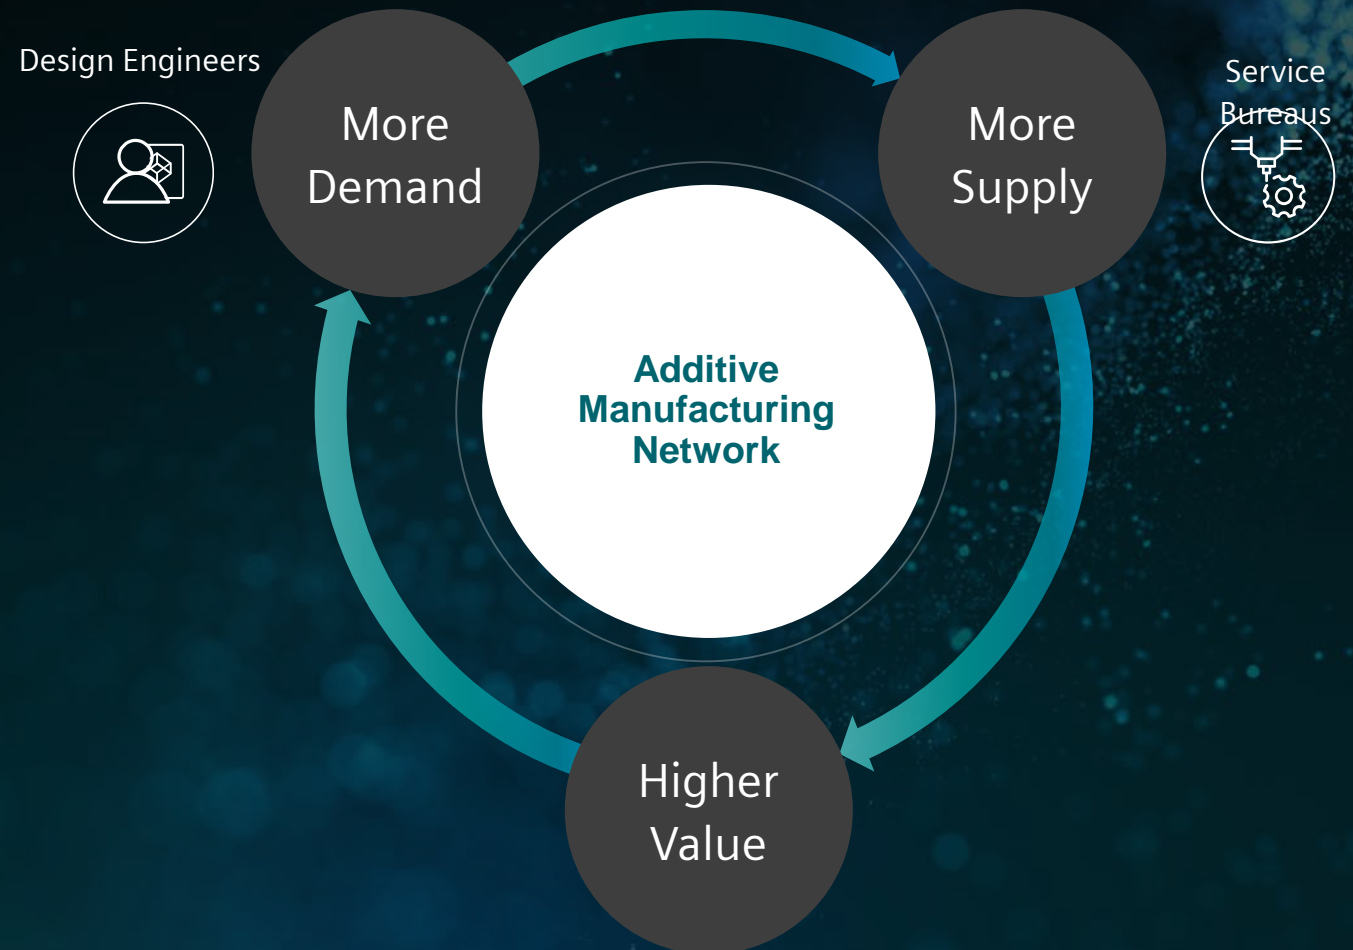 Design Engineers
More
Demand
More
Supply
Service
Bureaus
Additive
Manufacturing
Network
Higher
Value